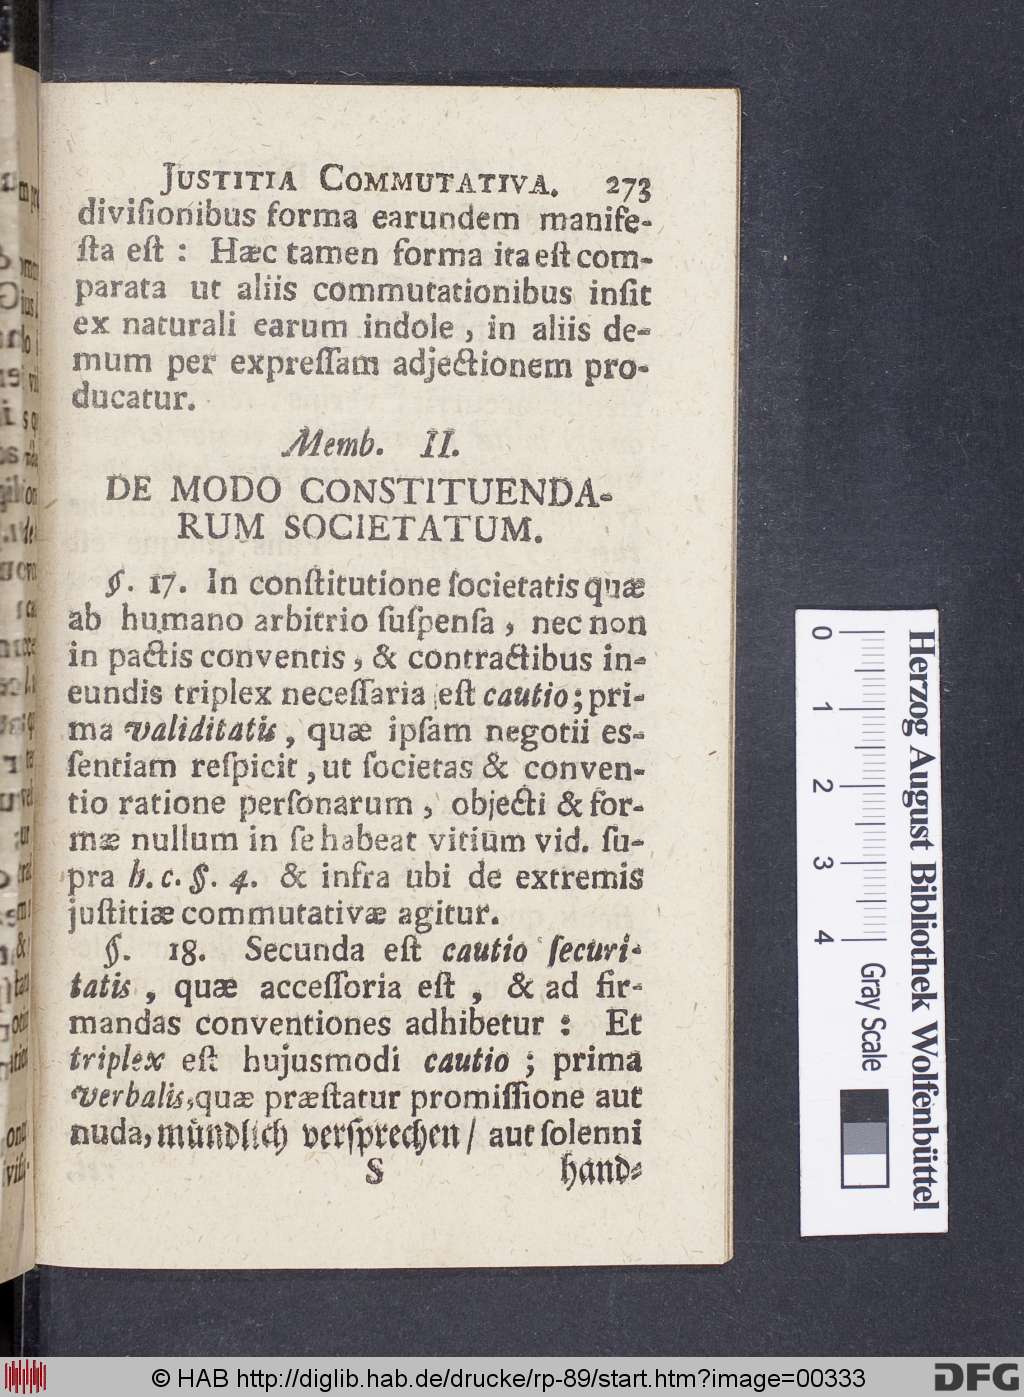 JUSTITIA COMMUTATIVA. 273
diviſionibus forma earundem manife-
ſta eſt : Hæc tamen forma ita eſt com-
parata ut aliis commutationibus inſit
ex naturali earum indole , in aliis de-
mum per expreſſam adjectionem pro-
ducatur.
Memb. II.
DE MODO CONSTITUENDA-
RUM SOCIETATUM.
§. 17. In conſtitutione ſocietatis quæ
ab humano arbitrio ſuſpenſa , nec non
in pactis conventis , & contractibus in-
eundis triplex neceſſaria eſt cautio ; pri-
ma validitatis , quæ ipſam negotii es-
ſentiam reſpicit , ut ſocietas & conven-
tio ratione perſonarum , objecti & for-
mæ nullum in ſe habeat vitium vid. ſu-
pra h. c. §. 4. & infra ubi de extremis
juſtitiæ commutativæ agitur.
§. 18. Secunda eſt cautio ſecuri-
tatis , quæ acceſſoria eſt , & ad fir-
mandas conventiones adhibetur : Et
triplex eſt hujusmodi cautio ; prima
verbalis, quæ præſtatur promiſſione aut
nuda, mündlich verſprechen / aut ſolenni
S hand-
Herzog August Bibliothek Wolfenbüttel
0 1 2 3 4 Gray Scale
© HAB http://diglib.hab.de/drucke/rp-89/start.htm?image=00333
DFG